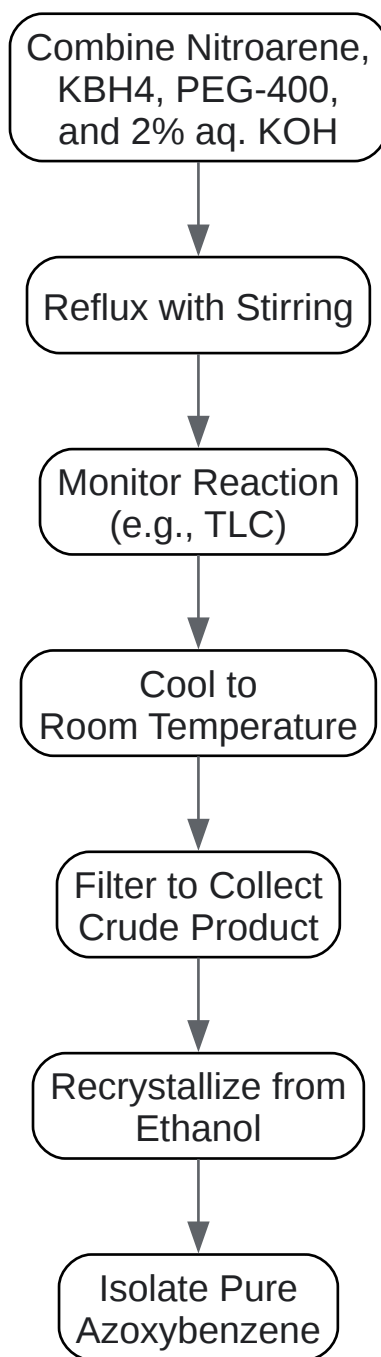 Combine Nitroarene,
KBH4, PEG-400,
and 2% aq. KOH
Reflux with Stirring
Monitor Reaction
(e.g., TLC)
Cool to
Room Temperature
Filter to Collect
Crude Product
Recrystallize from
Ethanol
Isolate Pure
Azoxybenzene